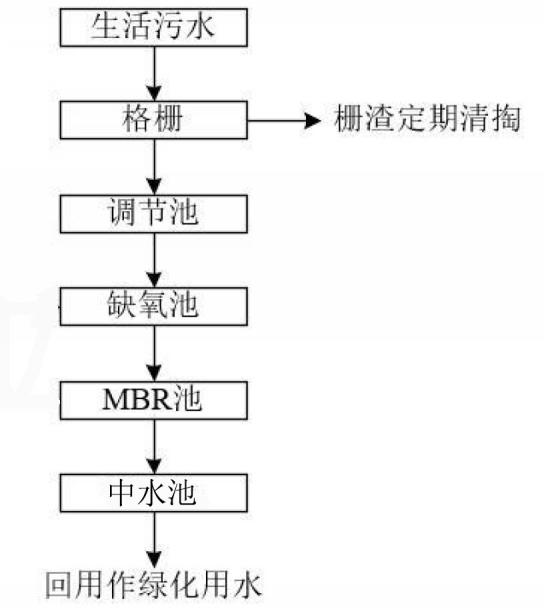 生活污水
格栅
栅渣定期清掏
调节池
缺氧池
MBR池
中水池
回用作绿化用水